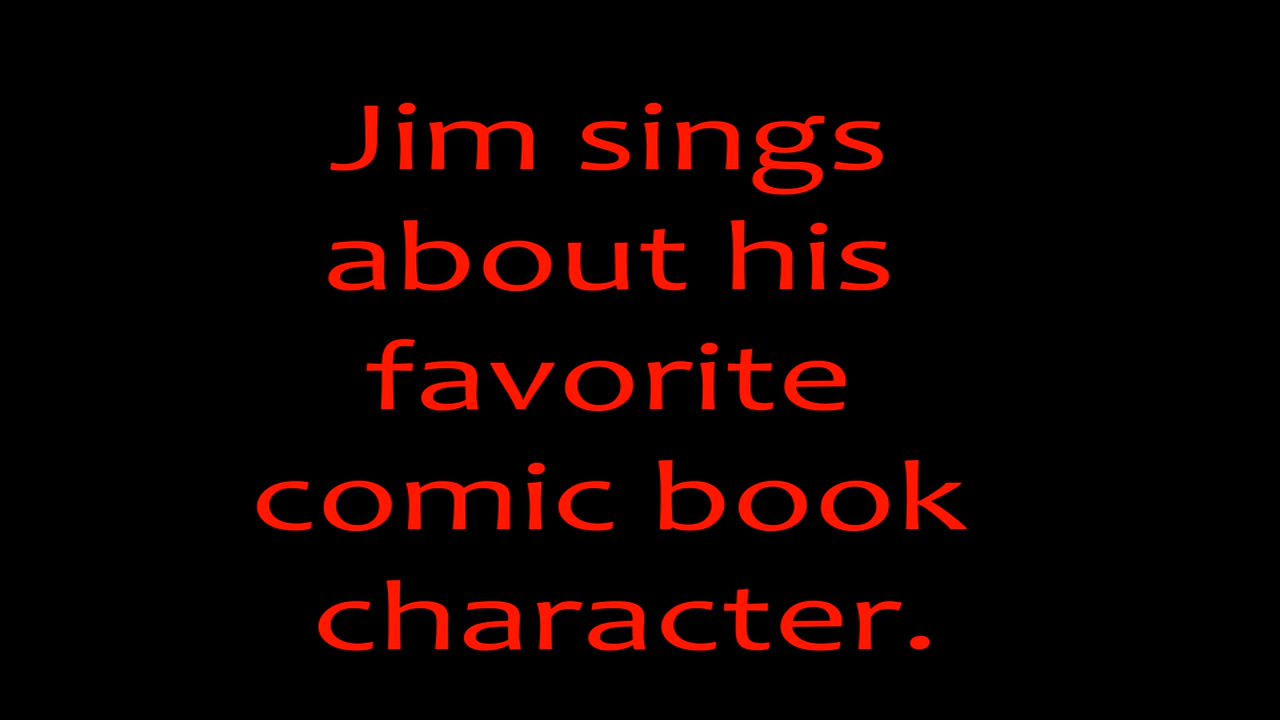 Jim sings
about his
favorite
comic book
character.